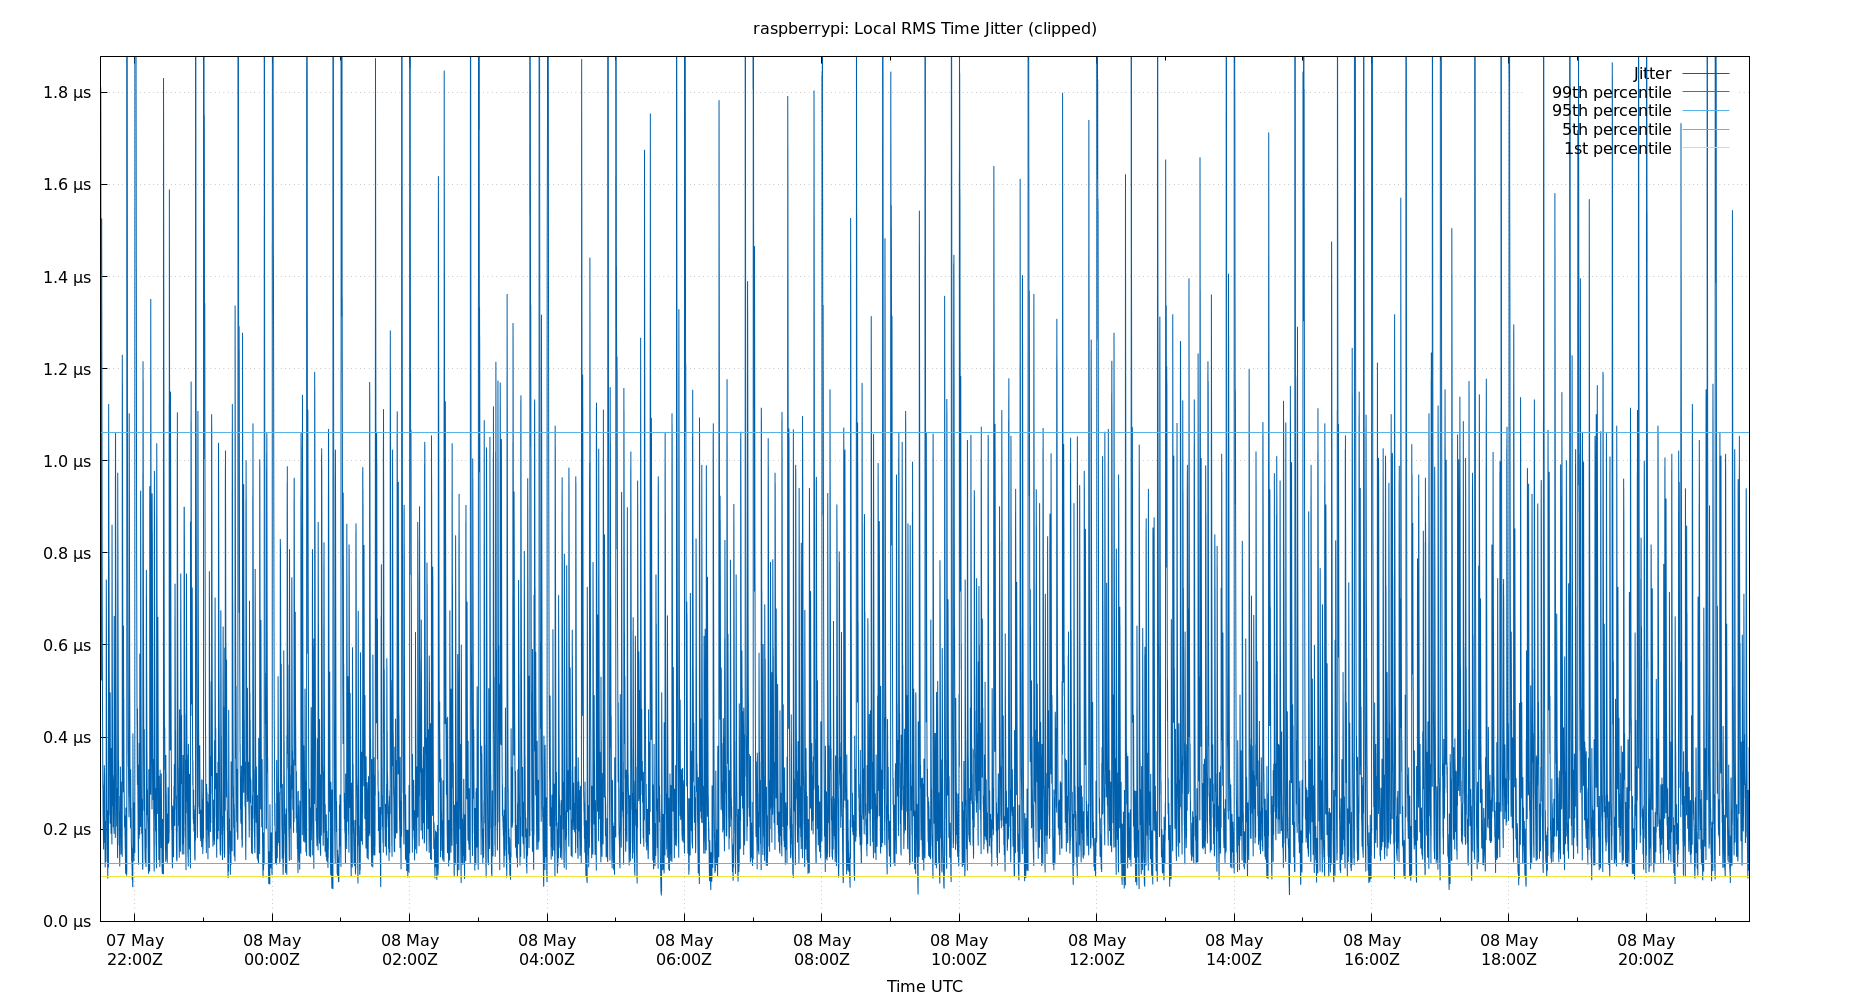 raspberrypi: Local RMS Time Jitter (clipped)
Jitter
99th percentile
95th percentile
5th percentile
1st percentile
1.8 µs
1.6 µs
1.4 µs
1.2 µs
1.0 µs
0.8 µs
0.6 µs
0.4 µs
0.2 µs
0.0 µs
07 May 08 May 08 May 08 May 08 May 08 May 08 May 08 May 08 May 08 May 08 May 08 May
22:00Z 00:00Z 02:00Z 04:00Z 06:00Z 08:00Z 10:00Z 12:00Z 14:00Z 16:00Z 18:00Z 20:00Z
Time UTC